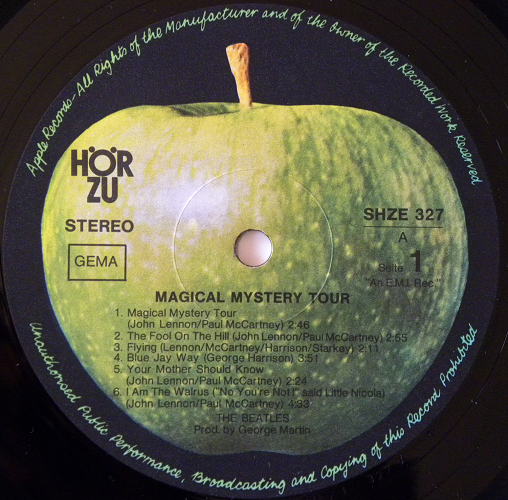 Apple Records-All Rights of the Manufacturer and of the Owner of the Recorded Work Reserved
HÖR
ZU
STEREO
GEMA
SHZE 327
A
Seite 1
"An E.M.I. Rec."
MAGICAL MYSTERY TOUR
1. Magical Mystery Tour
(John Lennon/Paul McCartney) 2:46
2. The Fool On The Hill (John Lennon/Paul McCartney) 2:55
3. Flying (Lennon/McCartney/Harrison/Starkey) 2:11
4. Blue Jay Way (George Harrison) 3:51
5. Your Mother Should Know
(John Lennon/Paul McCartney) 2:24
6. I Am The Walrus ("No You're Not!" said Little Nicola)
(John Lennon/Paul McCartney) 4:33
THE BEATLES
Prod. by George Martin
Unauthorised Public Performance, Broadcasting and Copying of this Record Prohibited